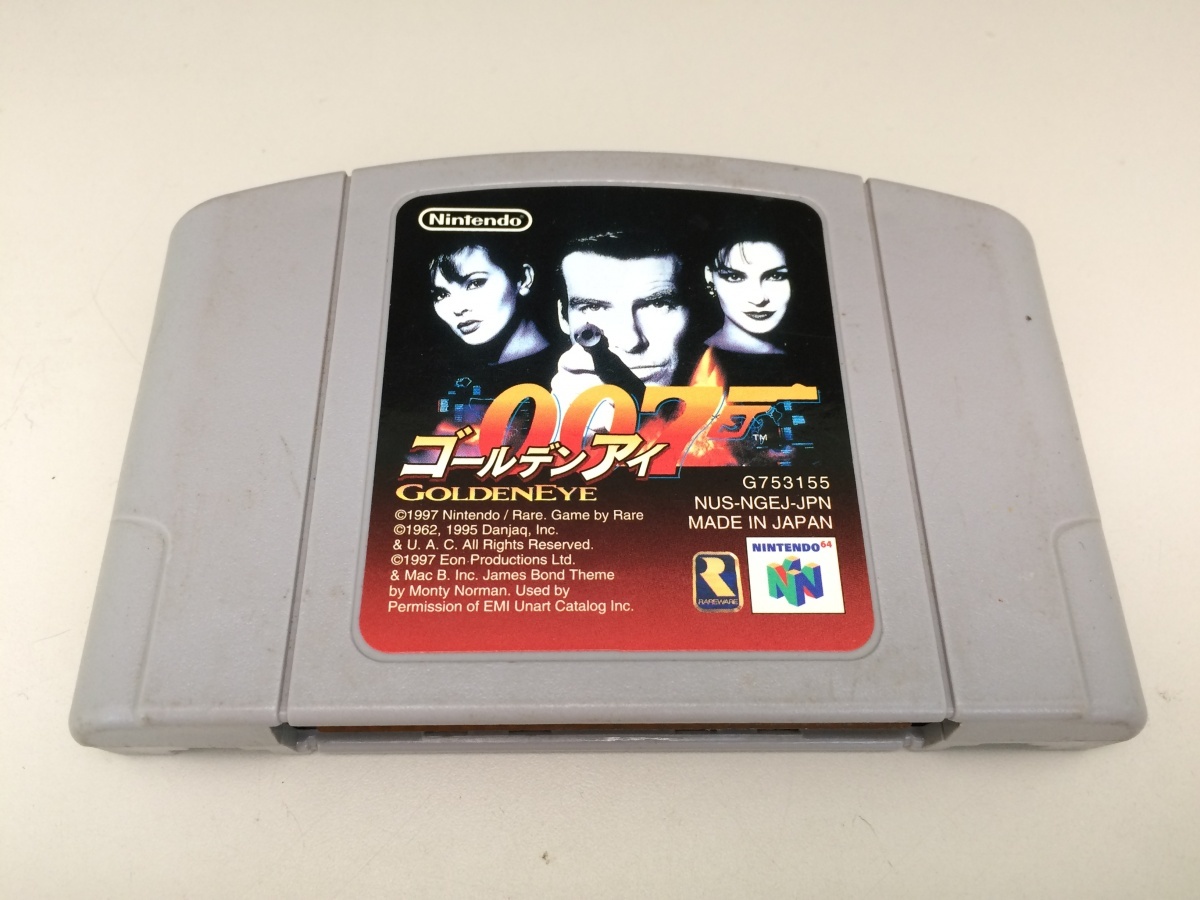 Nintendo
007
TM
ゴールデンアイ
GOLDENEYE
G753155
NUS-NGEJ-JPN
MADE IN JAPAN
©1997 Nintendo / Rare. Game by Rare
©1962, 1995 Danjaq, Inc.
& U. A. C. All Rights Reserved.
©1997 Eon Productions Ltd.
& Mac B. Inc. James Bond Theme
by Monty Norman. Used by
Permission of EMI Unart Catalog Inc.
R
RAREWARE
NINTENDO 64